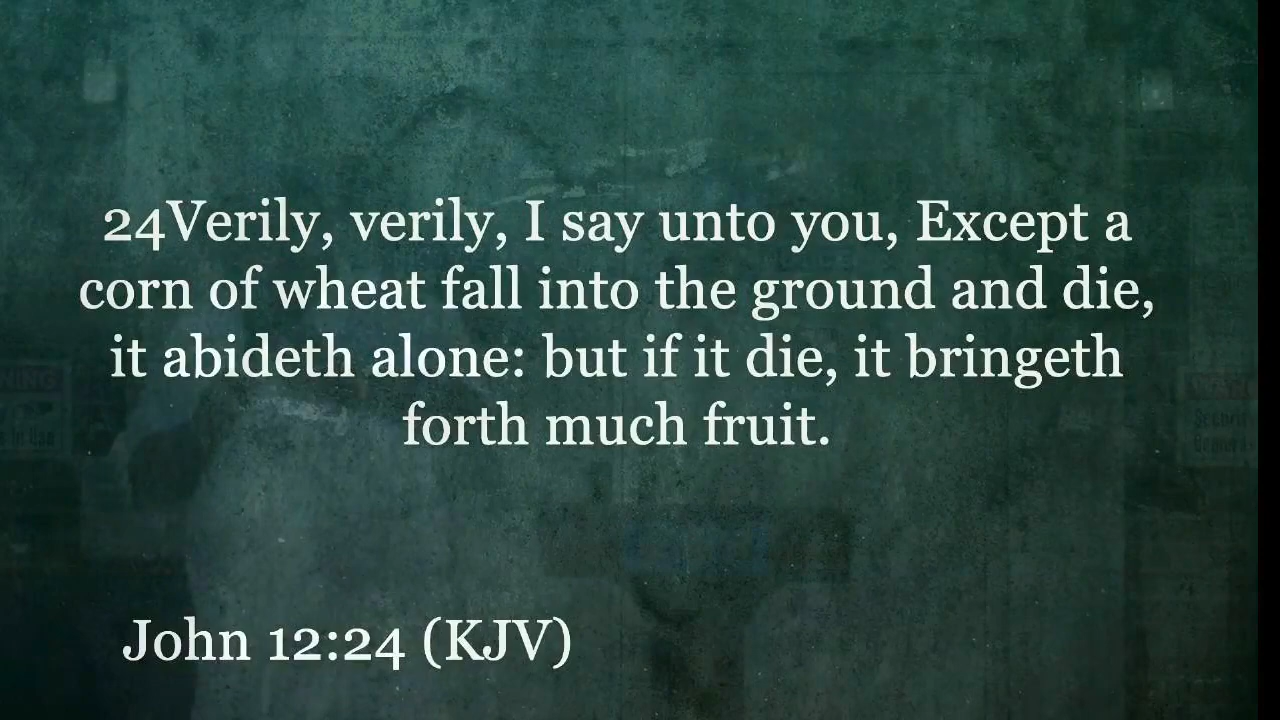 24Verily, verily, I say unto you, Except a
corn of wheat fall into the ground and die,
it abideth alone: but if it die, it bringeth
forth much fruit.
John 12:24 (KJV)